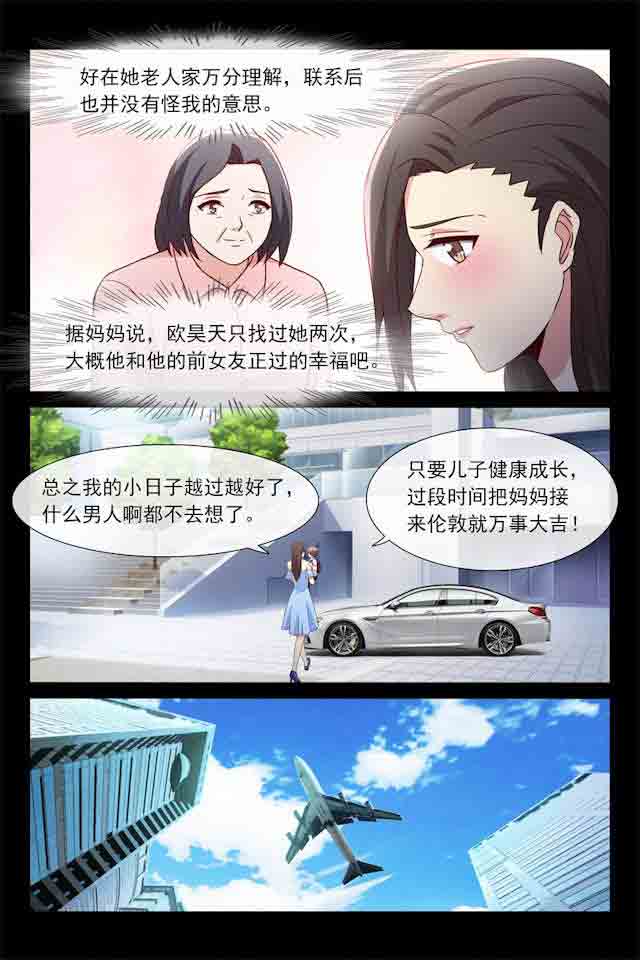 好在她老人家万分理解，联系后
也并没有怪我的意思。
据妈妈说，欧昊天只找过她两次，
大概他和他的前女友正过的幸福吧。
总之我的小日子越过越好了，
什么男人啊都不去想了。
只要儿子健康成长，
过段时间把妈妈接
来伦敦就万事大吉！